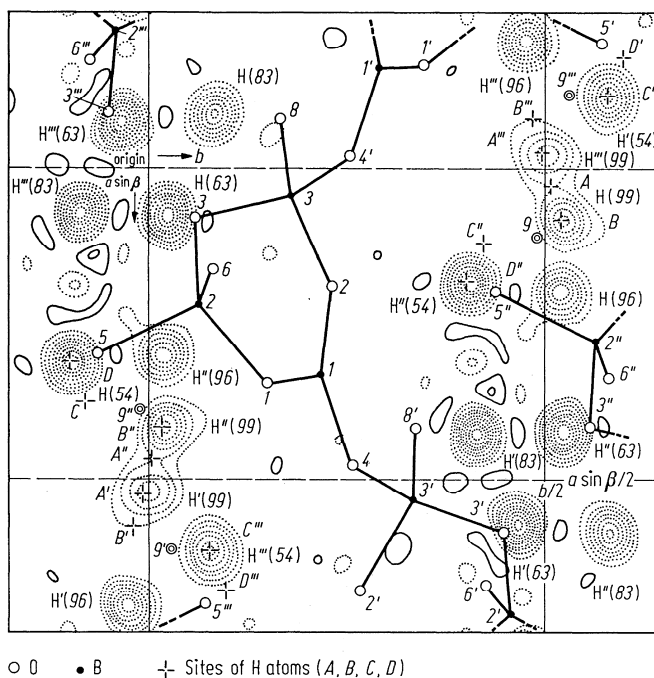 5'
1'
6''' 2''' 1' H'''(96) D'
H(83) 9'''
3''' 8 B''' C'
H'''(63) 4' A''' H'(54)
origin b H'''(99)
H'''(83) a sin β H(63) 3 A H(99)
3 C'' 9 B
6 D''
2 2 H''(54) H(96)
5 5'' 2''
D H''(96) 1 6''
C H(54) 1 3''
9'' 8'
B'' H''(99)
A'' 4 H'(83) H''(63)
A' 3' b/2 a sin β/2
H'(99) 3'
B' C'''
9' H'''(54) H'(63)
D''' 6' H''(83)
H'(96) 5''' 2' 2'
O O B Sites of H atoms (A, B, C, D)